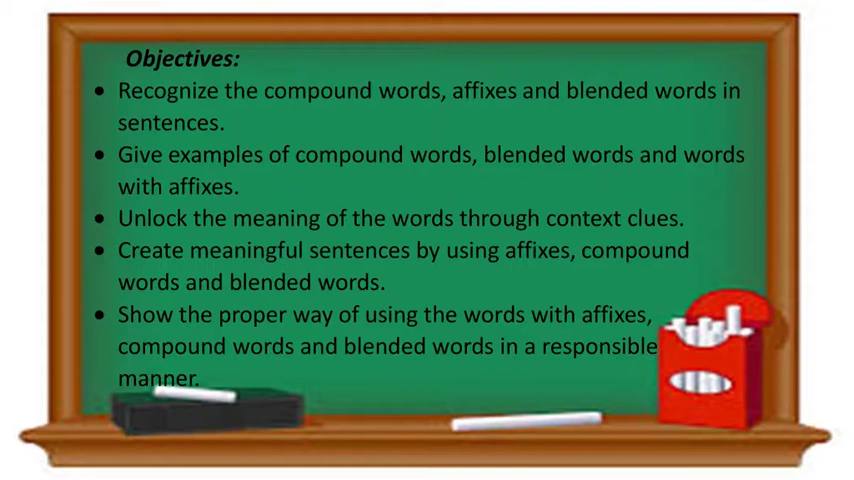 Objectives:
• Recognize the compound words, affixes and blended words in
sentences.
• Give examples of compound words, blended words and words
with affixes.
• Unlock the meaning of the words through context clues.
• Create meaningful sentences by using affixes, compound
words and blended words.
• Show the proper way of using the words with affixes,
compound words and blended words in a responsible
manner.